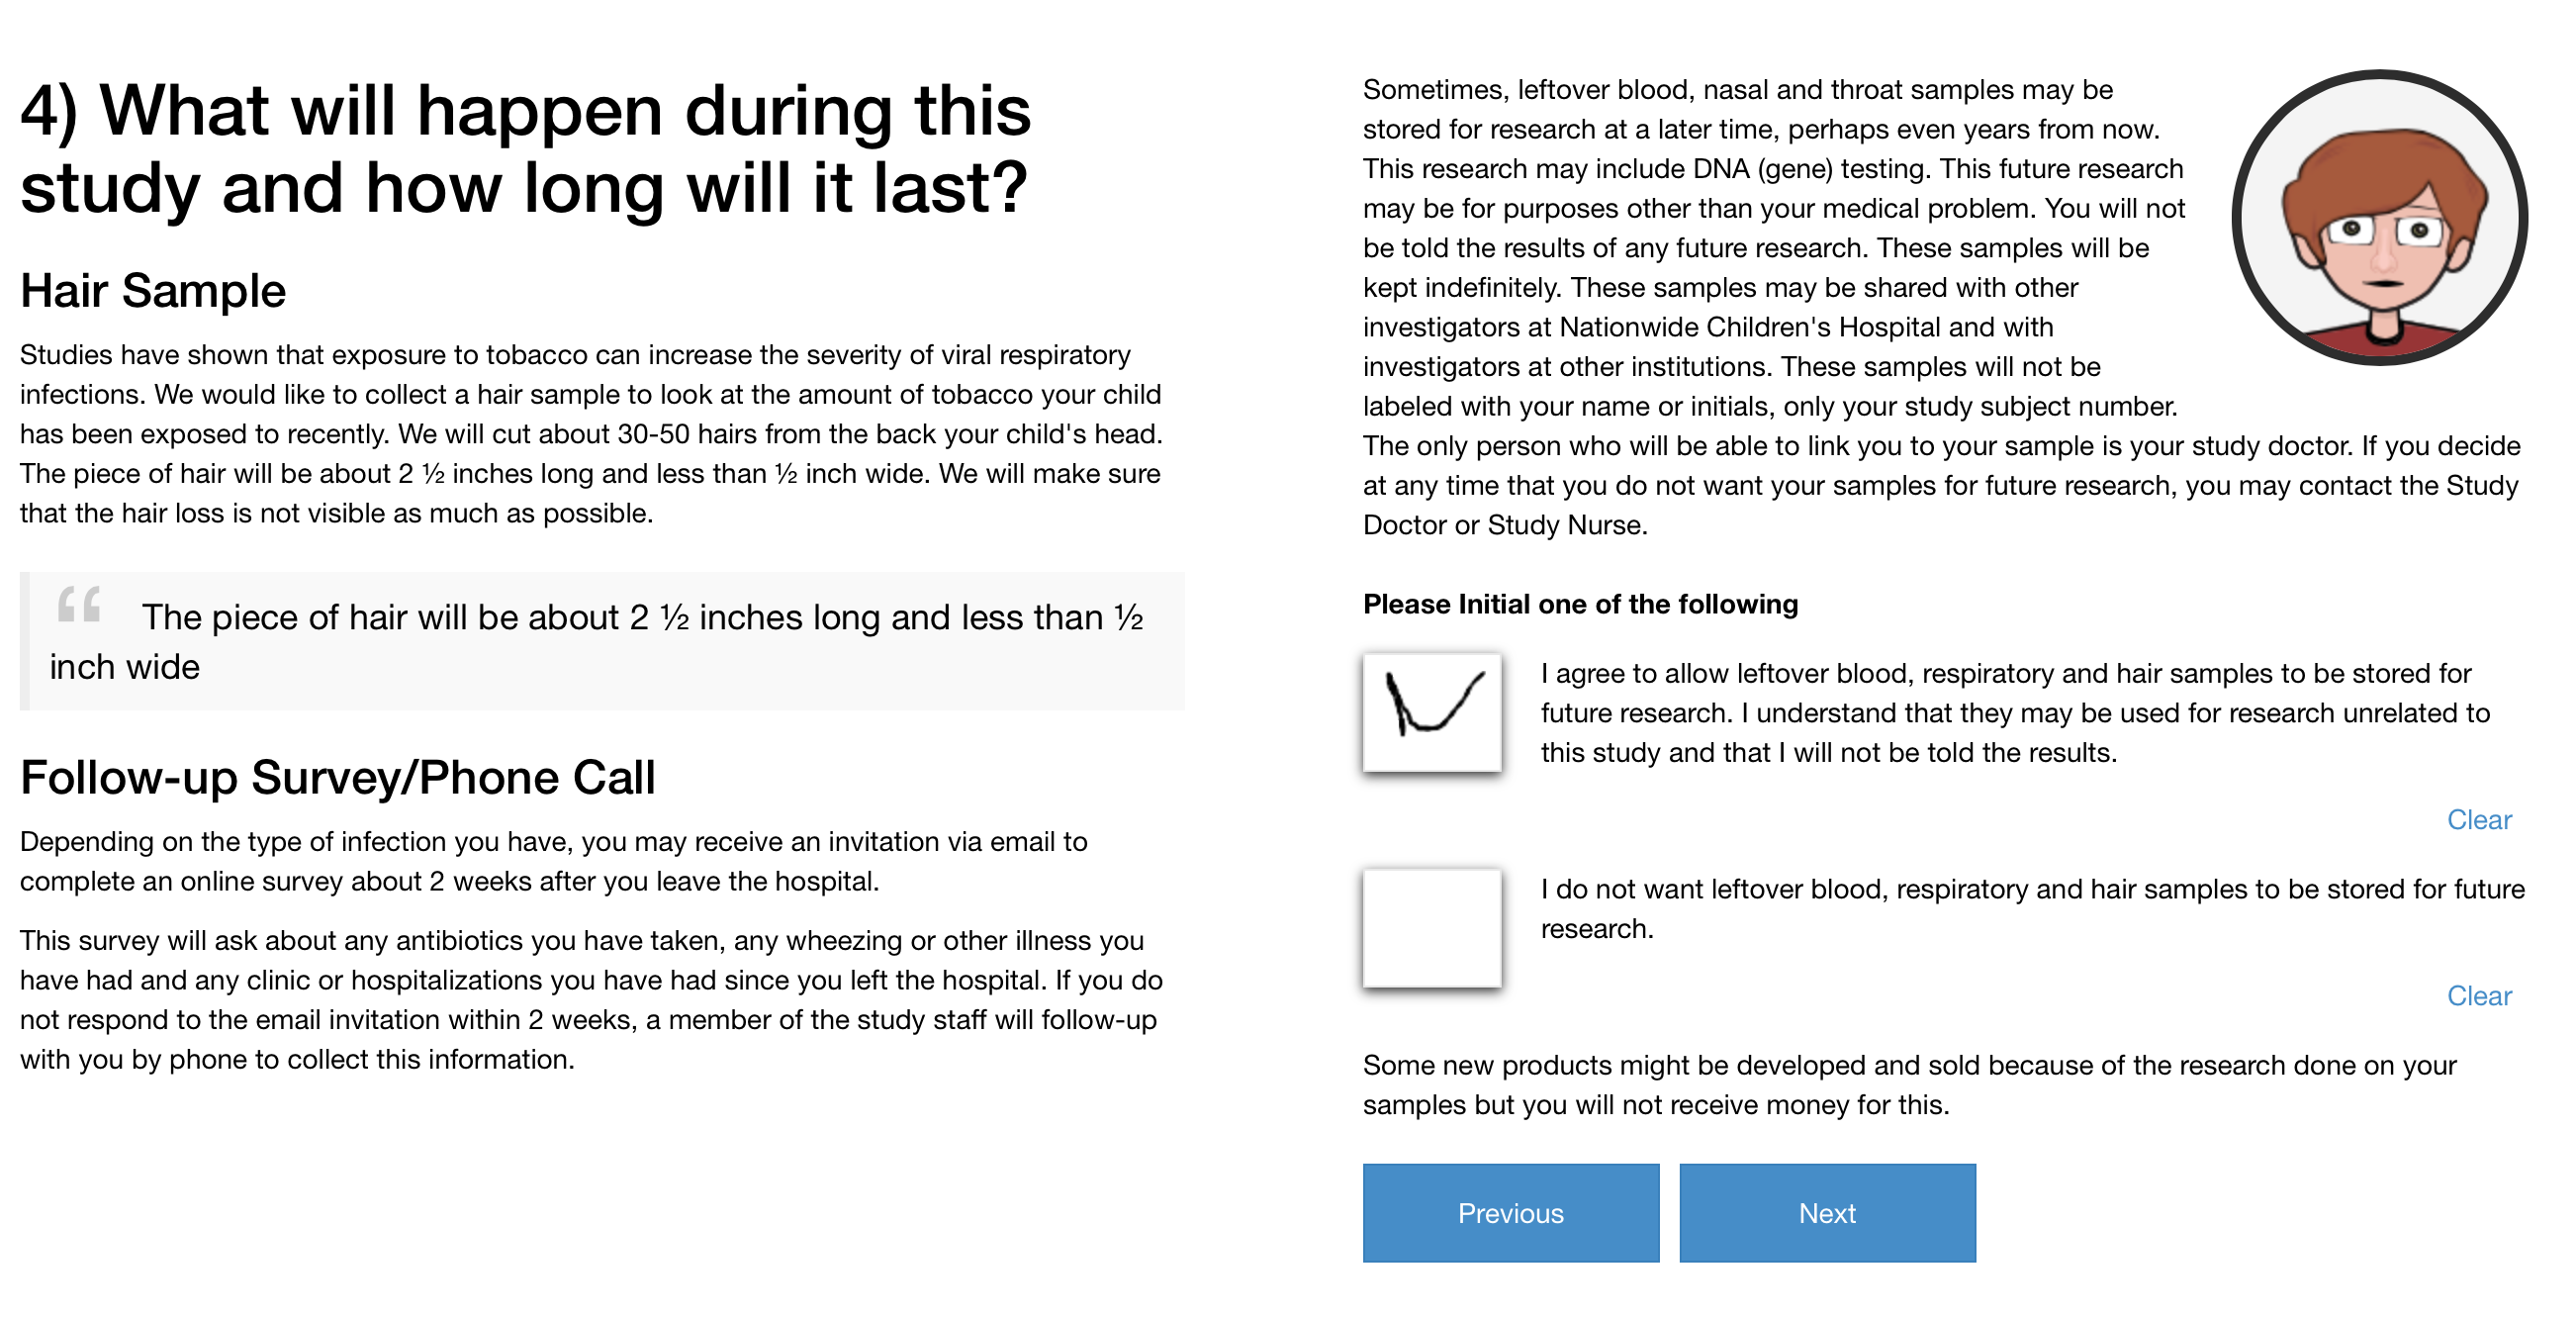 4) What will happen during this
study and how long will it last?
Hair Sample
Studies have shown that exposure to tobacco can increase the severity of viral respiratory
infections. We would like to collect a hair sample to look at the amount of tobacco your child
has been exposed to recently. We will cut about 30-50 hairs from the back your child's head.
The piece of hair will be about 2 ½ inches long and less than ½ inch wide. We will make sure
that the hair loss is not visible as much as possible.
“ The piece of hair will be about 2 ½ inches long and less than ½
inch wide
Follow-up Survey/Phone Call
Depending on the type of infection you have, you may receive an invitation via email to
complete an online survey about 2 weeks after you leave the hospital.
This survey will ask about any antibiotics you have taken, any wheezing or other illness you
have had and any clinic or hospitalizations you have had since you left the hospital. If you do
not respond to the email invitation within 2 weeks, a member of the study staff will follow-up
with you by phone to collect this information.
Sometimes, leftover blood, nasal and throat samples may be
stored for research at a later time, perhaps even years from now.
This research may include DNA (gene) testing. This future research
may be for purposes other than your medical problem. You will not
be told the results of any future research. These samples will be
kept indefinitely. These samples may be shared with other
investigators at Nationwide Children's Hospital and with
investigators at other institutions. These samples will not be
labeled with your name or initials, only your study subject number.
The only person who will be able to link you to your sample is your study doctor. If you decide
at any time that you do not want your samples for future research, you may contact the Study
Doctor or Study Nurse.
Please Initial one of the following
I agree to allow leftover blood, respiratory and hair samples to be stored for
future research. I understand that they may be used for research unrelated to
this study and that I will not be told the results.
Clear
I do not want leftover blood, respiratory and hair samples to be stored for future
research.
Clear
Some new products might be developed and sold because of the research done on your
samples but you will not receive money for this.
Previous
Next